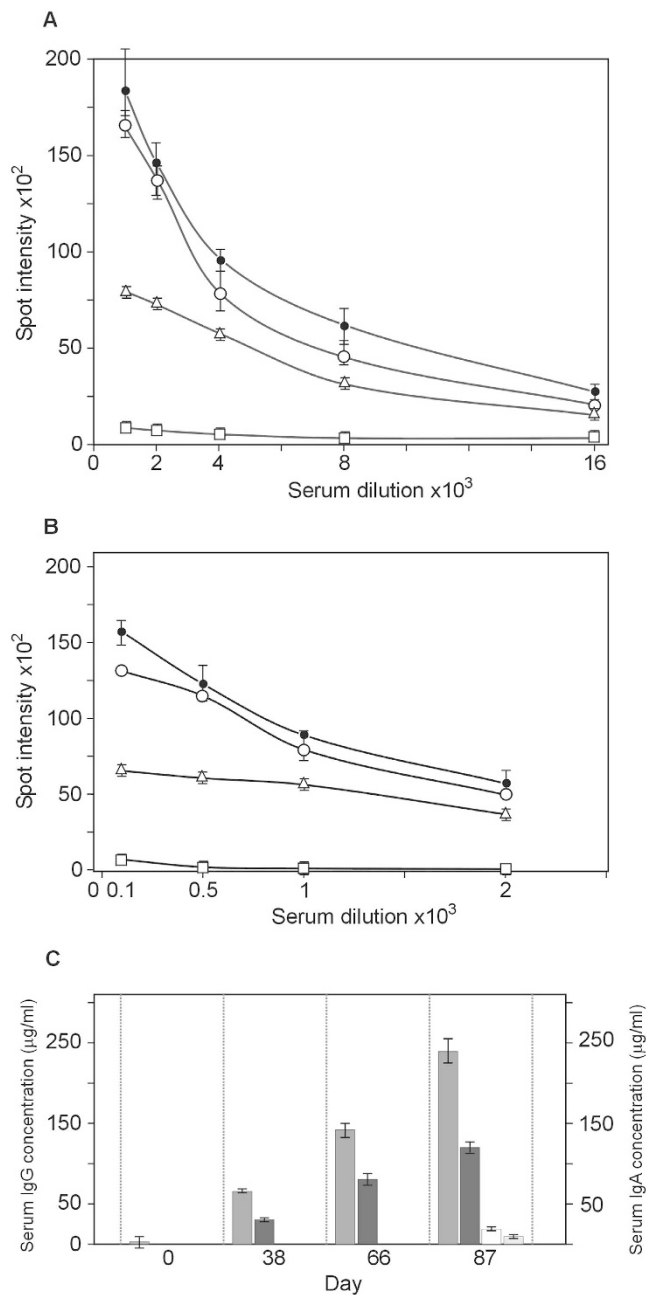 A
200
150
100
50
0
Spot intensity x10²
0 2 4 8 16
Serum dilution x10³
B
200
150
100
50
0
Spot intensity x10²
0 0.1 0.5 1 2
Serum dilution x10³
C
250
150
50
0
Serum IgG concentration (µg/ml)
250
150
50
Serum IgA concentration (µg/ml)
0 38 66 87
Day